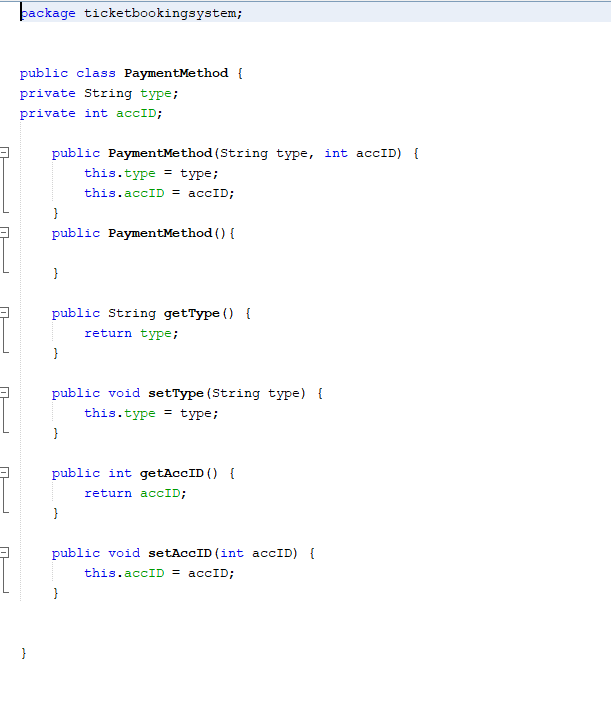 package ticketbookingsystem;
public class PaymentMethod {
private String type;
private int accID;
public PaymentMethod(String type, int accID) {
this.type = type;
this.accID = accID;
}
public PaymentMethod(){
}
public String getType() {
return type;
}
public void setType(String type) {
this.type = type;
}
public int getAccID() {
return accID;
}
public void setAccID(int accID) {
this.accID = accID;
}
}